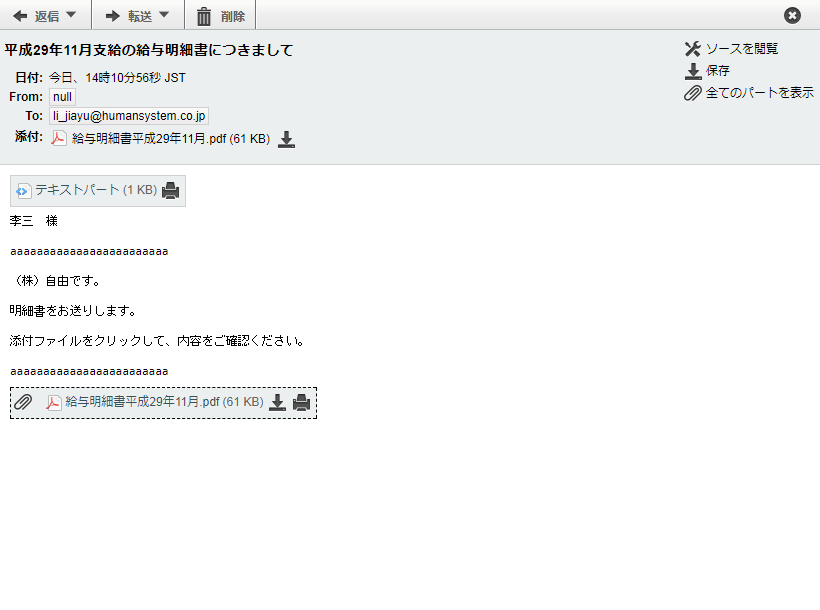 返信 転送 削除
平成29年11月支給の給与明細書につきまして
ソースを閲覧
保存
全てのパートを表示
日付: 今日、14時10分56秒 JST
From: null
To: li_jiayu@humansystem.co.jp
添付: 給与明細書平成29年11月.pdf (61 KB)
テキストパート (1 KB)
李三　様
aaaaaaaaaaaaaaaaaaaaaaaa
（株）自由です。
明細書をお送りします。
添付ファイルをクリックして、内容をご確認ください。
aaaaaaaaaaaaaaaaaaaaaaaa
給与明細書平成29年11月.pdf (61 KB)